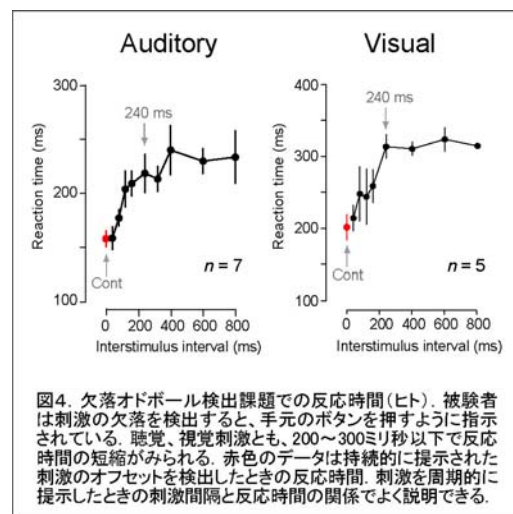 Auditory
Visual
300
200
100
Reaction time (ms)
240 ms
Cont
n = 7
0 200 400 600 800
Interstimulus interval (ms)
400
300
200
100
Reaction time (ms)
240 ms
Cont
n = 5
0 200 400 600 800
Interstimulus interval (ms)
図4. 欠落オドボール検出課題での反応時間(ヒト). 被験者
は刺激の欠落を検出すると、手元のボタンを押すように指示
されている. 聴覚、視覚刺激とも、200~300ミリ秒以下で反応
時間の短縮がみられる. 赤色のデータは持続的に提示された
刺激のオフセットを検出したときの反応時間. 刺激を周期的に
提示したときの刺激間隔と反応時間の関係でよく説明できる.